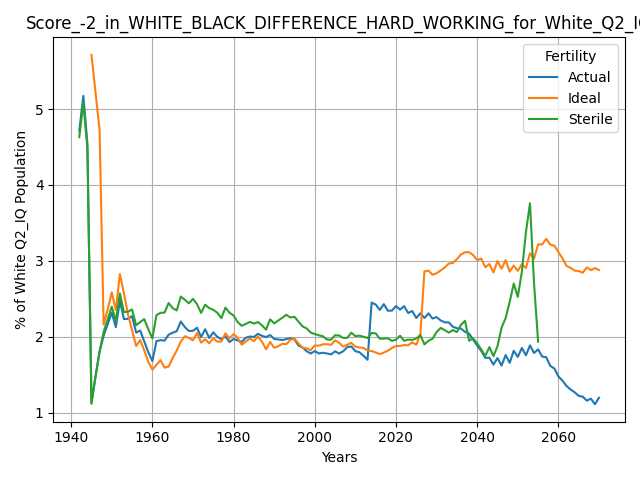 Score_-2_in_WHITE_BLACK_DIFFERENCE_HARD_WORKING_for_White_Q2_I
Fertility
Actual
Ideal
Sterile
% of White Q2_IQ Population
5
4
3
2
1
1940
1960
1980
2000
2020
2040
2060
Years